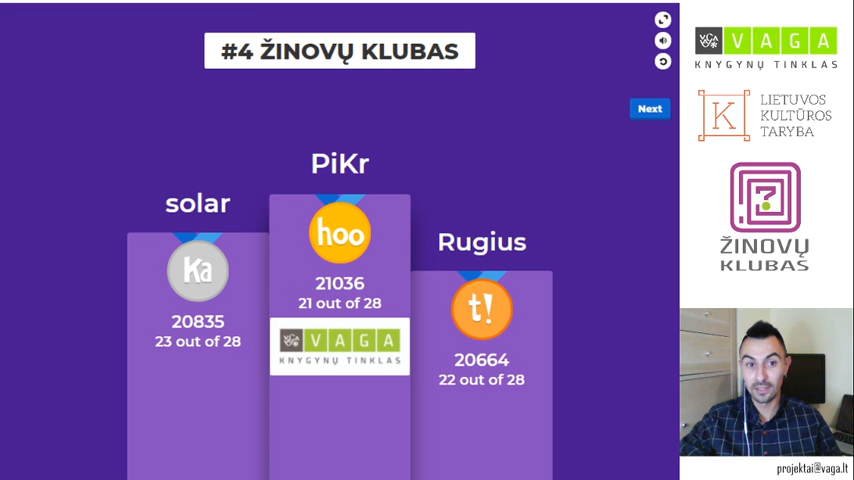 #4 ŽINOVŲ KLUBAS
Next
PiKr
solar
Rugius
hoo
Ka
t!
21036
21 out of 28
20835
23 out of 28
20664
22 out of 28
VAGA
KNYGYNŲ TINKLAS
VAGA
KNYGYNŲ TINKLAS
K
LIETUVOS
KULTŪROS
TARYBA
?
ŽINOVŲ
KLUBAS
projektai@vaga.lt